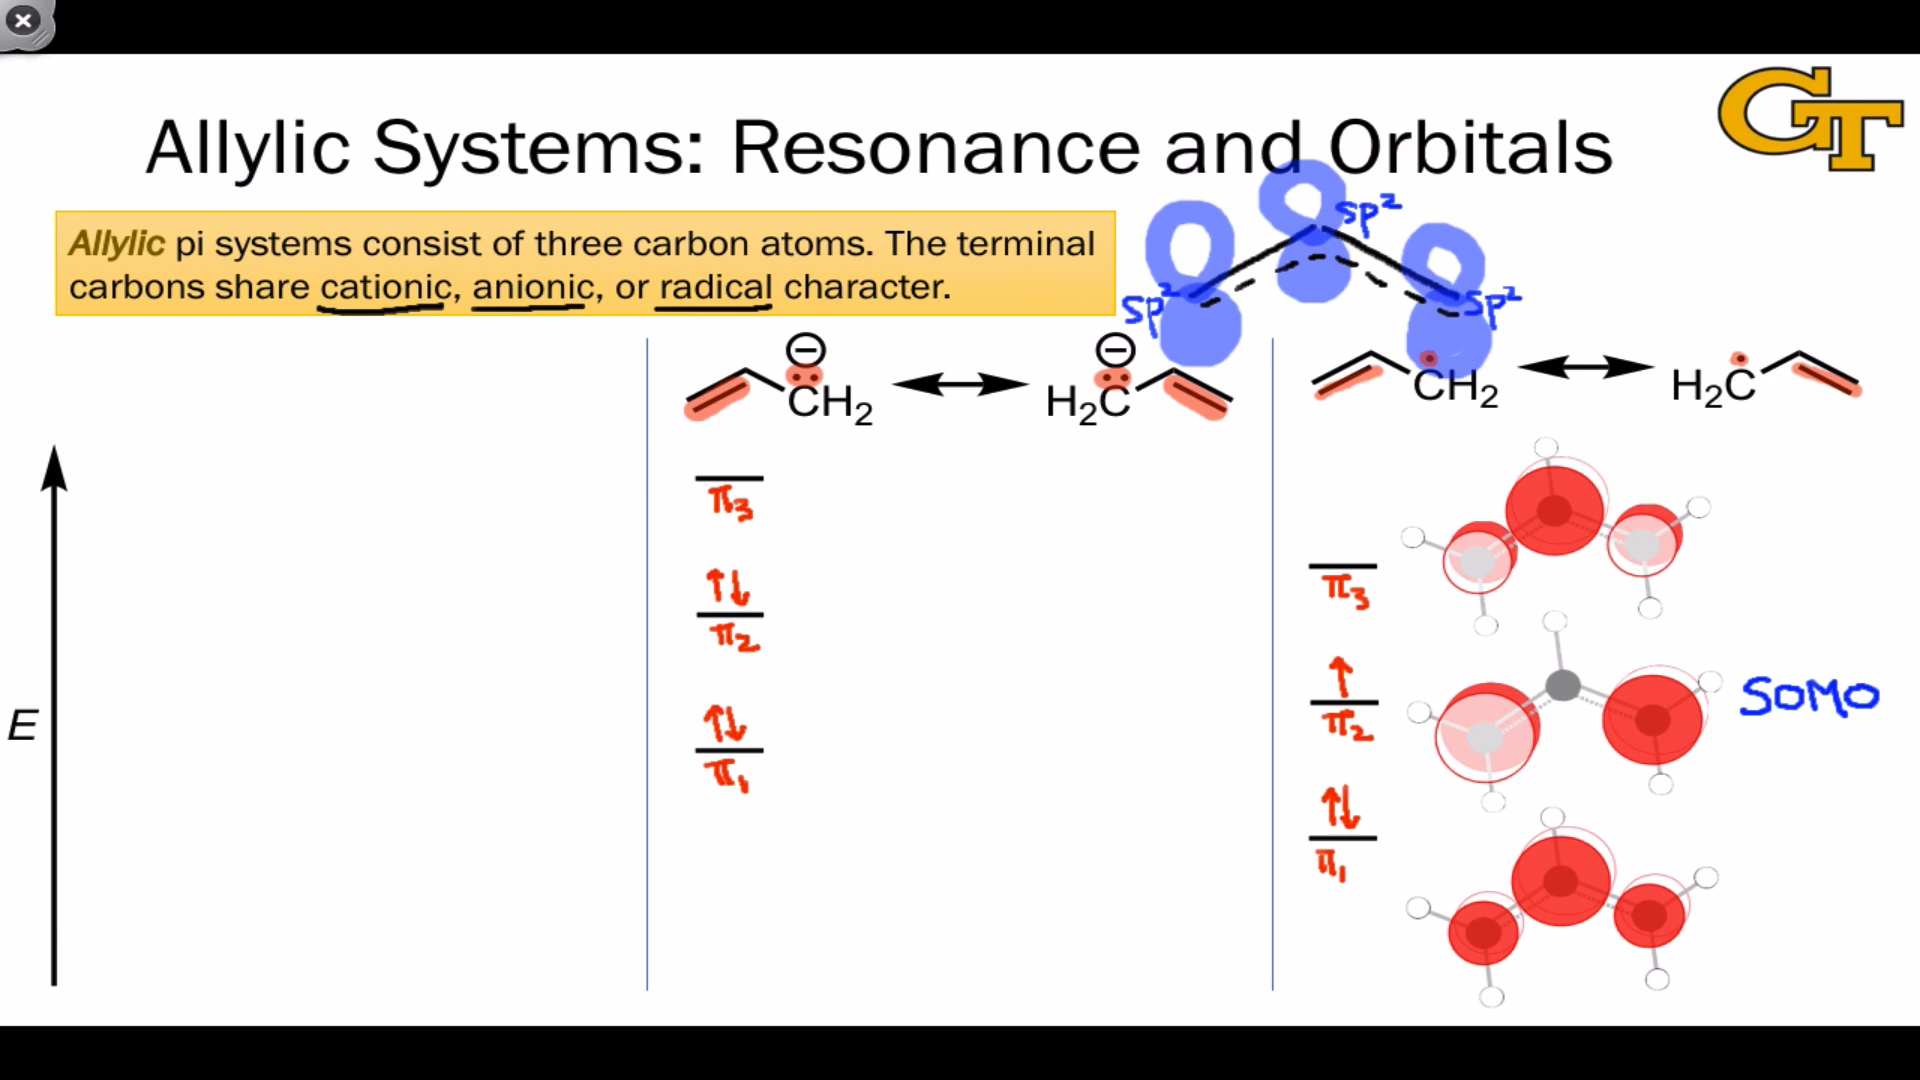 GT
Allylic Systems: Resonance and Orbitals
Allylic pi systems consist of three carbon atoms. The terminal
carbons share cationic, anionic, or radical character.
sp²
sp²
sp²
CH₂
H₂C
CH₂
H₂C
E
π₃
π₂
π₁
π₃
π₂
π₁
SOMO